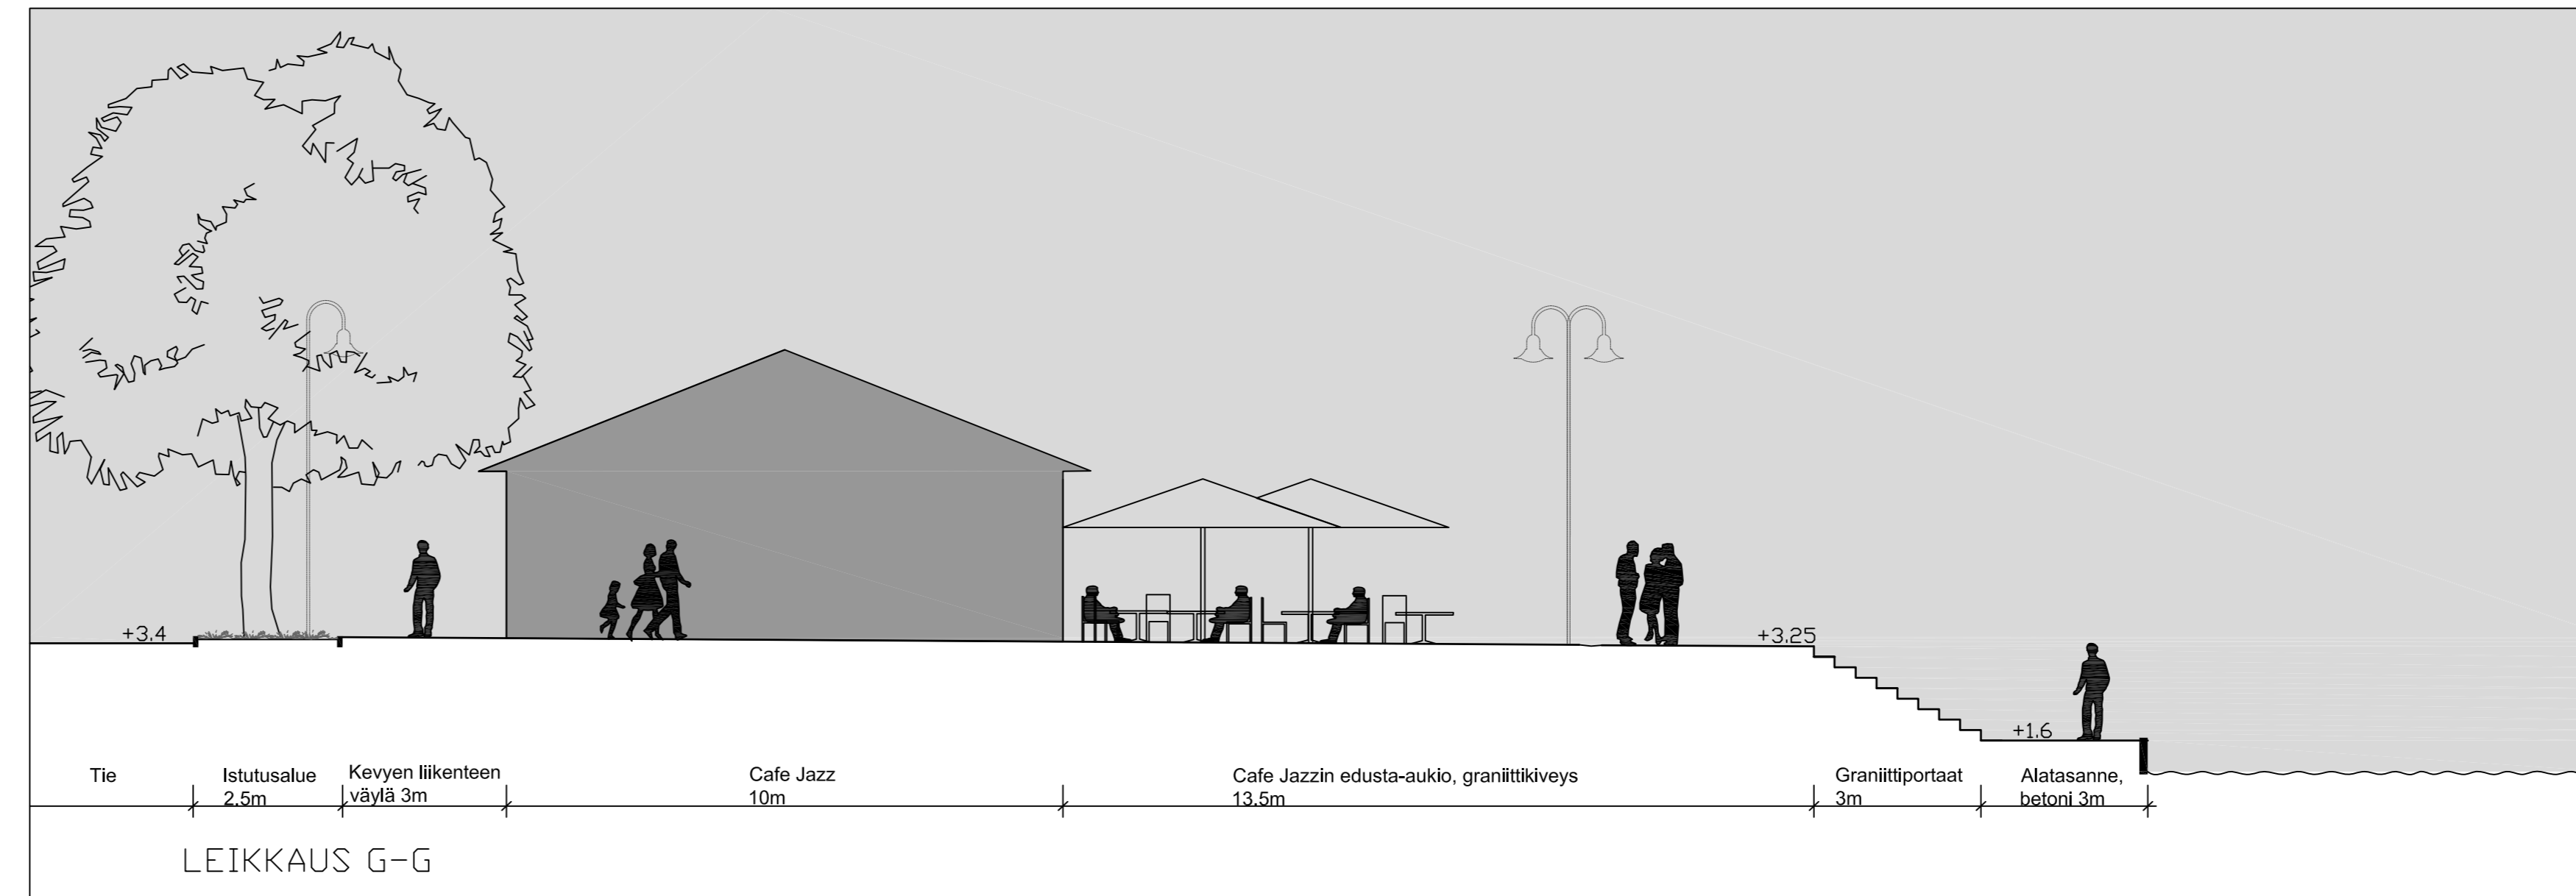 +3.4
+3.25
+1.6
Tie
Istutusalue
2.5m
Kevyen liikenteen
väylä 3m
Cafe Jazz
10m
Cafe Jazzin edusta-aukio, graniittikiveys
13.5m
Graniittiportaat
3m
Alatasanne,
betoni 3m
LEIKKAUS G-G